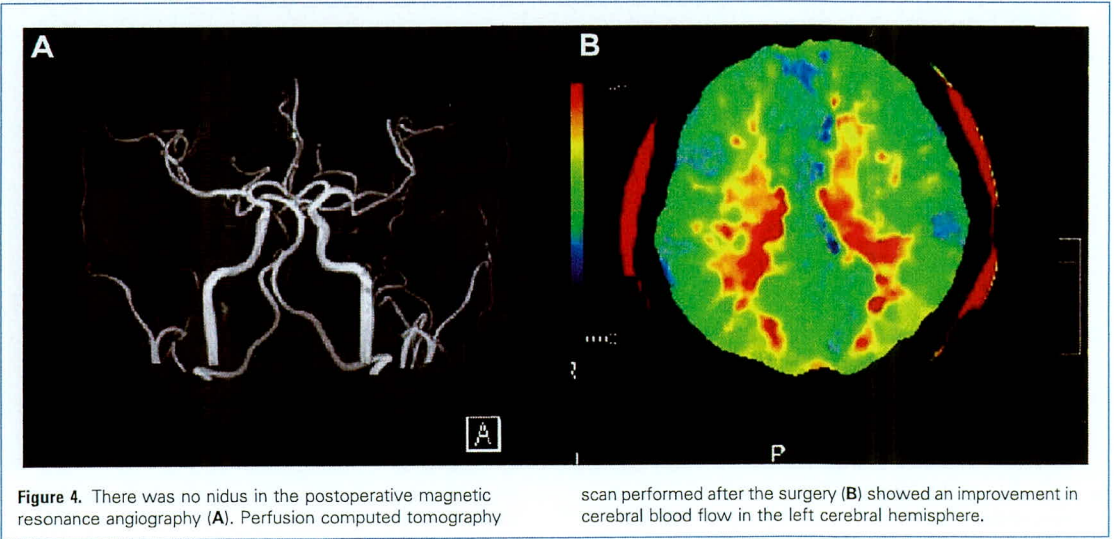 A
B
A
P
Figure 4. There was no nidus in the postoperative magnetic
resonance angiography (A). Perfusion computed tomography
scan performed after the surgery (B) showed an improvement in
cerebral blood flow in the left cerebral hemisphere.